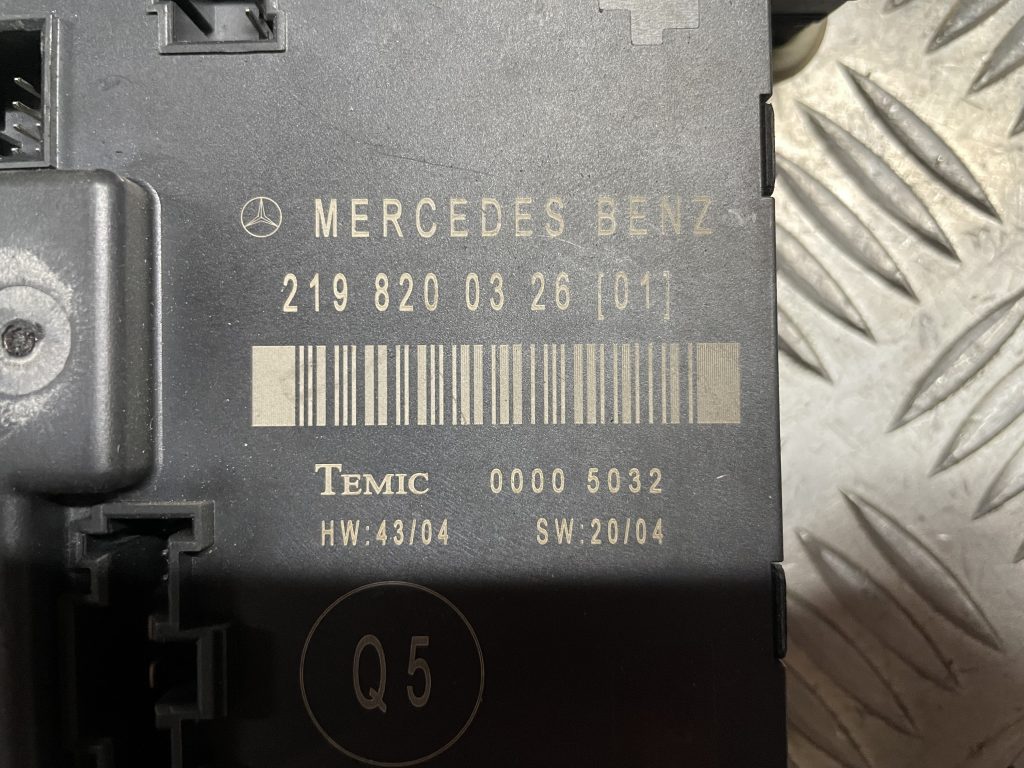 MERCEDES BENZ
219 820 03 26 [01]
TEMIC 0000 5032
HW:43/04 SW:20/04
Q5